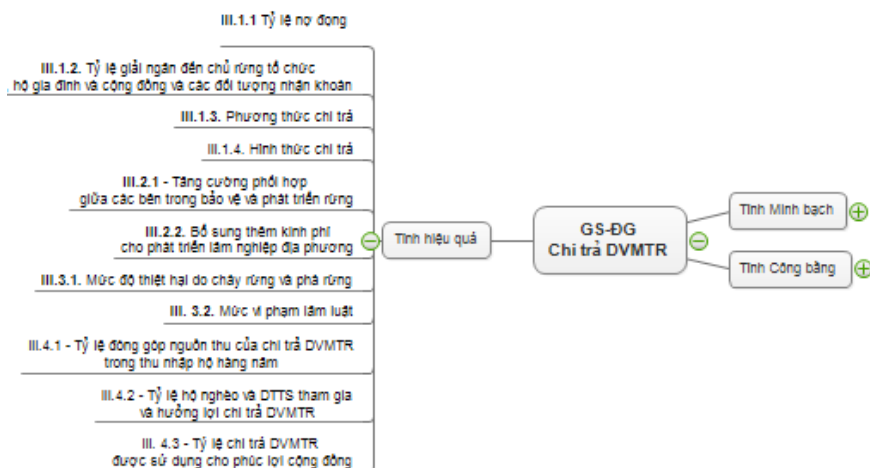 III.1.1 Tỷ lệ nợ đọng
III.1.2. Tỷ lệ giải ngân đến chủ rừng tổ chức
, hộ gia đình và cộng đồng và các đối tượng nhận khoán
III.1.3. Phương thức chi trả
III.1.4. Hình thức chi trả
III.2.1 - Tăng cường phối hợp
giữa các bên trong bảo vệ và phát triển rừng
III.2.2. Bổ sung thêm kinh phí
cho phát triển lâm nghiệp địa phương
III.3.1. Mức độ thiệt hại do cháy rừng và phá rừng
III. 3.2. Mức vi phạm lâm luật
III.4.1 - Tỷ lệ đóng góp nguồn thu của chi trả DVMTR
trong thu nhập hộ hàng năm
III.4.2 - Tỷ lệ hộ nghèo và DTTS tham gia
và hưởng lợi chi trả DVMTR
III. 4.3 - Tỷ lệ chi trả DVMTR
được sử dụng cho phúc lợi cộng đồng
Tính hiệu quả
GS-ĐG
Chi trả DVMTR
Tính Minh bạch
Tính Công bằng